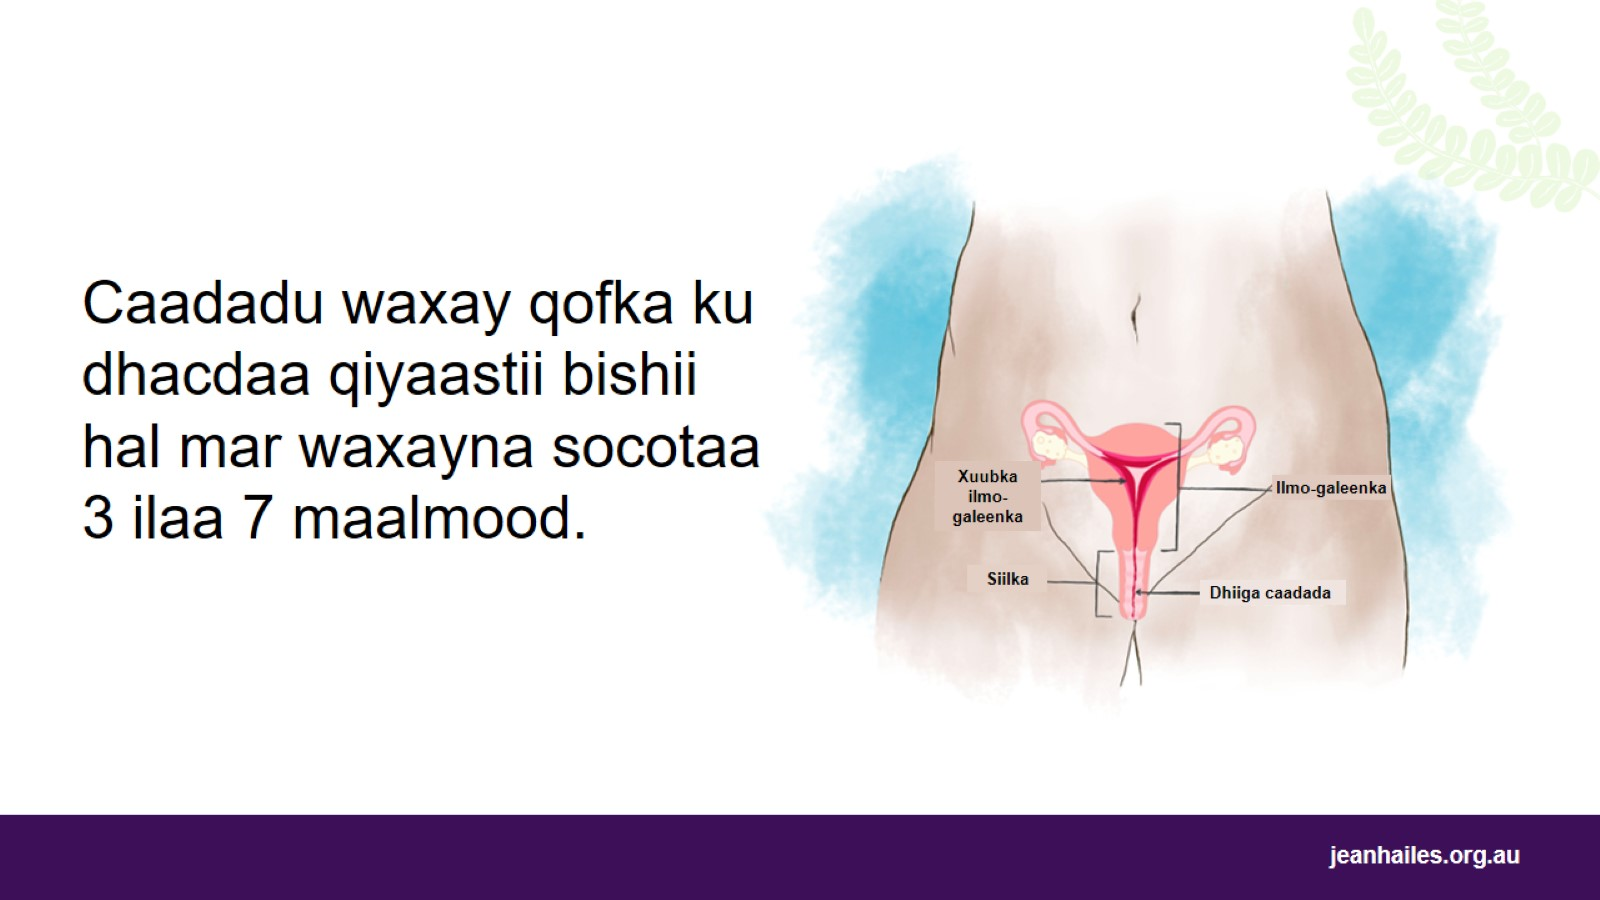 Caadadu waxay qofka ku
dhacdaa qiyaastii bishii
hal mar waxayna socotaa
3 ilaa 7 maalmood.
Xuubka
ilmo-
galeenka
Ilmo-galeenka
Siilka
Dhiiga caadada
jeanhailes.org.au